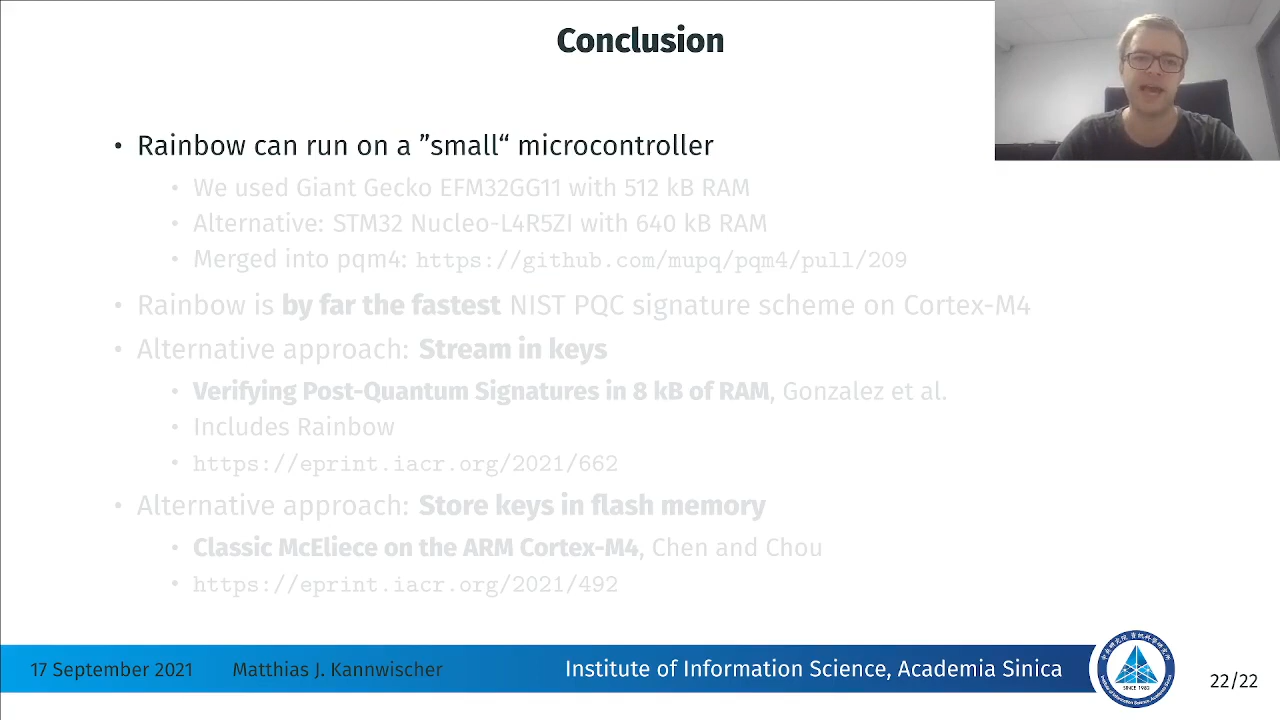 Conclusion
• Rainbow can run on a ”small“ microcontroller
• We used Giant Gecko EFM32GG11 with 512 kB RAM
• Alternative: STM32 Nucleo-L4R5ZI with 640 kB RAM
• Merged into pqm4: https://github.com/mupq/pqm4/pull/209
• Rainbow is by far the fastest NIST PQC signature scheme on Cortex-M4
• Alternative approach: Stream in keys
• Verifying Post-Quantum Signatures in 8 kB of RAM, Gonzalez et al.
• Includes Rainbow
• https://eprint.iacr.org/2021/662
• Alternative approach: Store keys in flash memory
• Classic McEliece on the ARM Cortex-M4, Chen and Chou
• https://eprint.iacr.org/2021/492
17 September 2021 Matthias J. Kannwischer Institute of Information Science, Academia Sinica
SINCE 1982
22/22